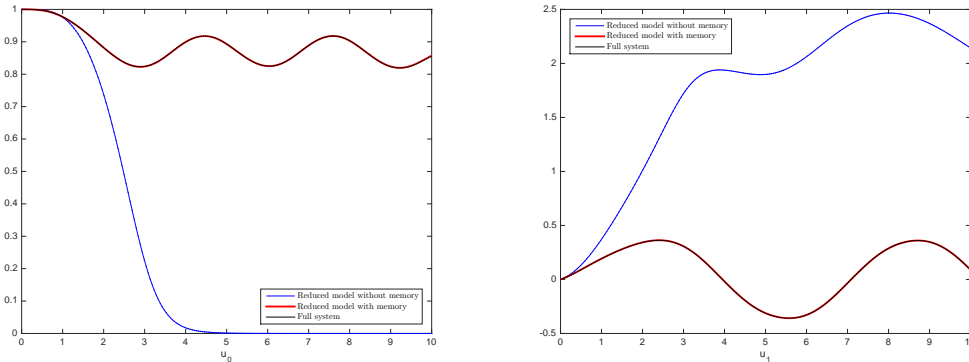 1
0.9
0.8
0.7
0.6
0.5
0.4
0.3
0.2
0.1
0
0 1 2 3 4 5 6 7 8 9 10
u_0
Reduced model without memory
Reduced model with memory
Full system
2.5
2
1.5
1
0.5
0
-0.5
0 1 2 3 4 5 6 7 8 9
u_1
Reduced model without memory
Reduced model with memory
Full system